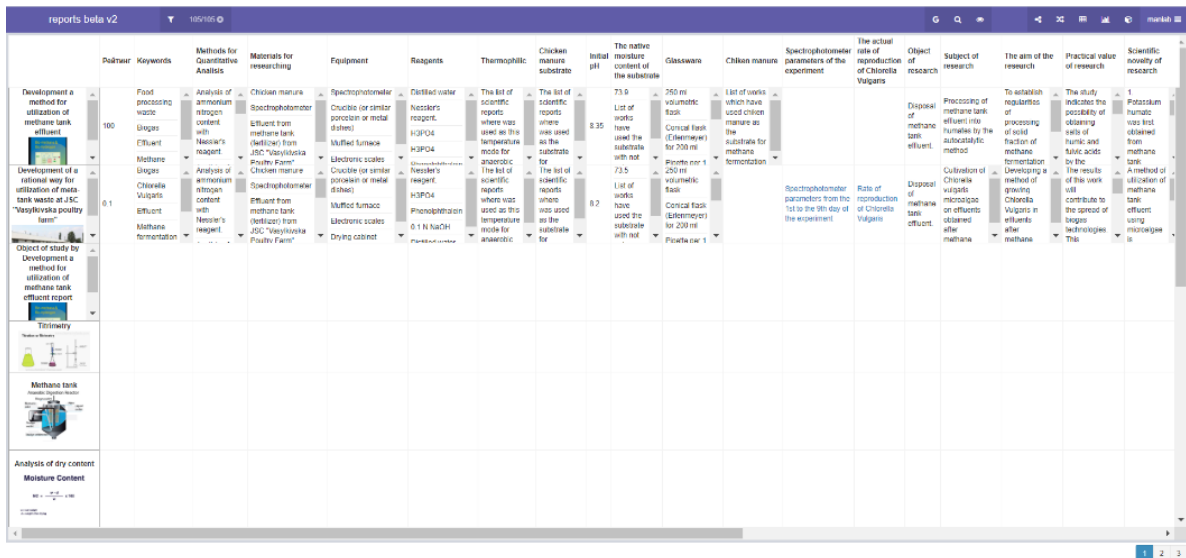 reports beta v2
105/105
manlab
Рейтинг
Keywords
Methods for
Quantitative
Analisis
Materials for
researching
Equipment
Reagents
Thermophilic
Chicken
manure
substrate
Initial
pH
The native
moisture
content of
the substrate
Glassware
Chiken manure
Spectrophotometer
parameters of the
experiment
The actual
rate of
reproduction
of Chlorella
Vulgaris
Object
of
research
Subject of
research
The aim of the
research
Practical value
of research
Scientific
novelty of
research
Development a
method for
utilization of
methane tank
effluent
100
Food
processing
waste
Biogas
Effluent
Methane
Analysis of
ammonium
nitrogen
content
with
Nessler's
reagent.
Chicken manure
Spectrophotometer
Effluent from
methane tank
(fertilizer) from
JSC "Vasylkivska
Poultry Farm"
Spectrophotometer
Crucible (or similar
porcelain or metal
dishes)
Muffled furnace
Electronic scales
Distilled water
Nessler's
reagent.
H3PO4
H3PO4
Phenolphthalein
The list of
scientific
reports
where was
used as this
temperature
mode for
anaerobic
The list of
scientific
reports
where
was used
as the
substrate
for
8.35
73.9
List of
works
have
used the
substrate
with not
250 ml
volumetric
flask
Conical flask
(Erlenmeyer)
for 200 ml
Pipette per 1
List of works
which have
used chiken
manure as
the
substrate for
methane
fermentation
Disposal
of
methane
tank
effluent.
Processing of
methane tank
effluent into
humates by the
autocatalytic
method
To establish
regularities
of
processing
of solid
fraction of
methane
fermentation
The study
indicates the
possibility of
obtaining
salts of
humic and
fulvic acids
by the
1.
Potassium
humate
was first
obtained
from
methane
tank
Development of a
rational way for
utilization of meta-
tank waste at JSC
"Vasylkivska poultry
farm"
0.1
Biogas
Chlorella
Vulgaris
Effluent
Methane
fermentation
Analysis of
ammonium
nitrogen
content
with
Nessler's
reagent.
Chicken manure
Spectrophotometer
Effluent from
methane tank
(fertilizer) from
JSC "Vasylkivska
Poultry Farm"
Crucible (or similar
porcelain or metal
dishes)
Muffled furnace
Electronic scales
Drying cabinet
Nessler's
reagent.
H3PO4
Phenolphthalein
0.1 N NaOH
Distilled water
The list of
scientific
reports
where was
used as this
temperature
mode for
anaerobic
The list of
scientific
reports
where
was used
as the
substrate
for
8.2
73.5
List of
works
have
used the
substrate
with not
250 ml
volumetric
flask
Conical flask
(Erlenmeyer)
for 200 ml
Pipette per 1
Spectrophotometer
parameters from the
1st to the 9th day of
the experiment
Rate of
reproduction
of Chlorella
Vulgaris
Disposal
of
methane
tank
effluent.
Cultivation of
Chlorella
vulgaris
microalgae
on effluents
obtained
after
methane
Developing a
method of
growing
Chlorella
Vulgaris in
effluents
after
methane
The results
of this work
will
contribute to
the spread of
biogas
technologies
This
A method of
utilization of
methane
tank
effluent
using
microalgae
is
Object of study by
Development a
method for
utilization of
methane tank
effluent report
Titrimetry
Methane tank
Anaerobic Digestion Reactor
Analysis of dry content
Moisture Content
1 2 3